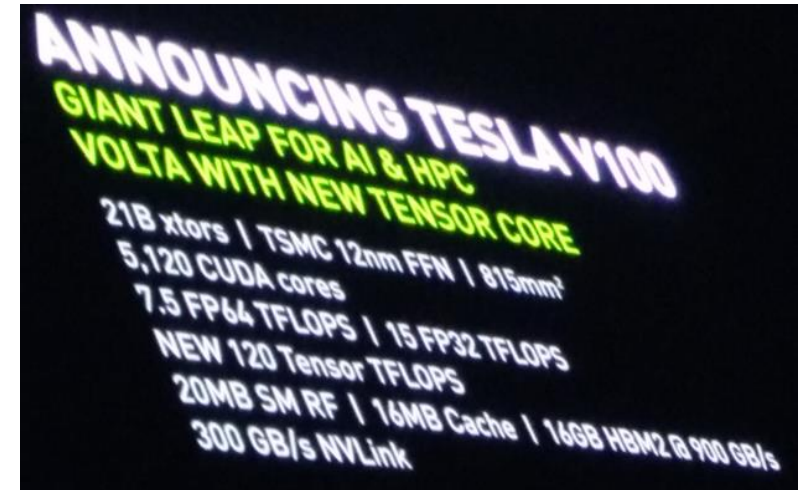 ANNOUNCING TESLA V100
GIANT LEAP FOR AI & HPC
VOLTA WITH NEW TENSOR CORE
21B xtors | TSMC 12nm FFN | 815mm²
5,120 CUDA cores
7.5 FP64 TFLOPS | 15 FP32 TFLOPS
NEW 120 Tensor TFLOPS
20MB SM RF | 16MB Cache | 16GB HBM2 @ 900 GB/s
300 GB/s NVLink